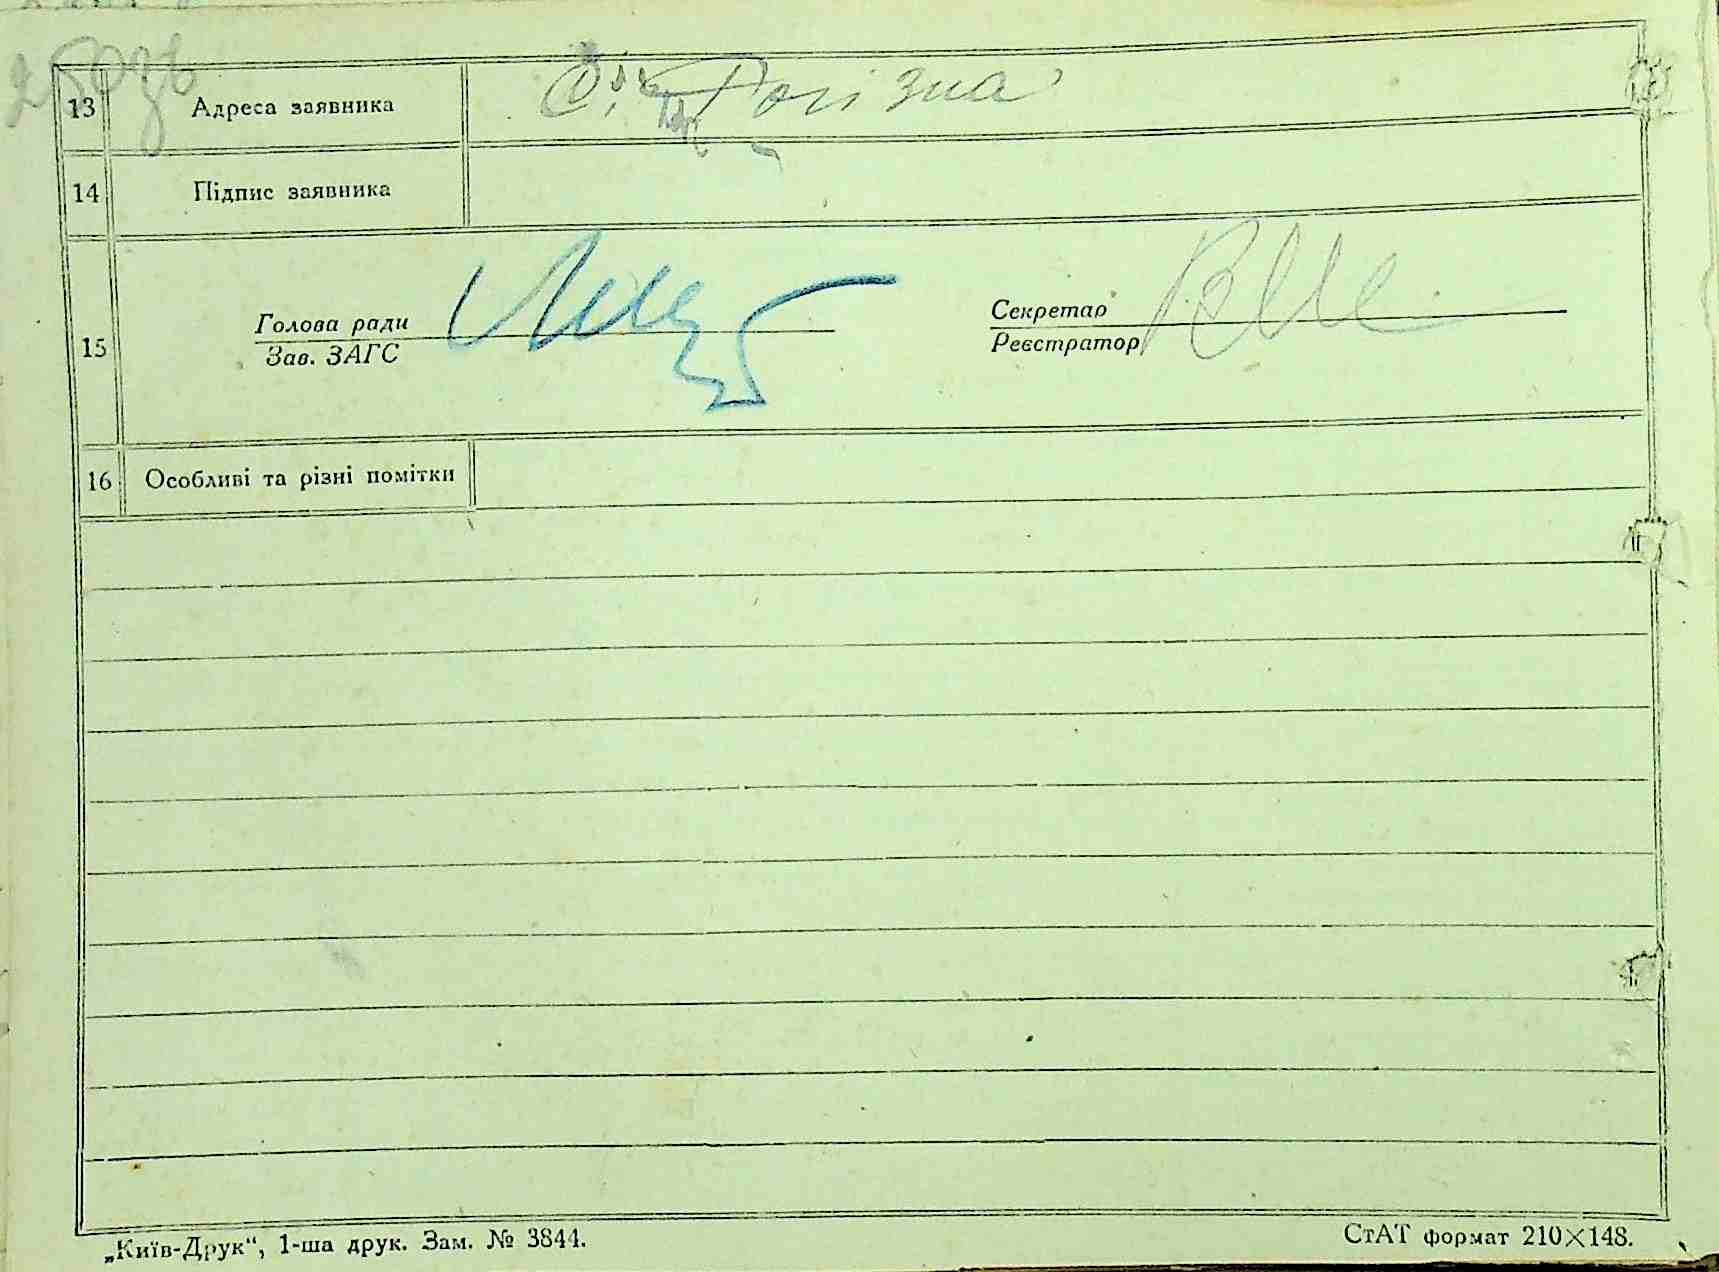 250зв
13 Адреса заявника С. Рогізна
14 Підпис заявника
15 Голова ради Секретар
Зав. ЗАГС Реєстратор
16 Особливі та різні помітки
„Київ-Друк“, 1-ша друк. Зам. № 3844. СтАТ формат 210×148.